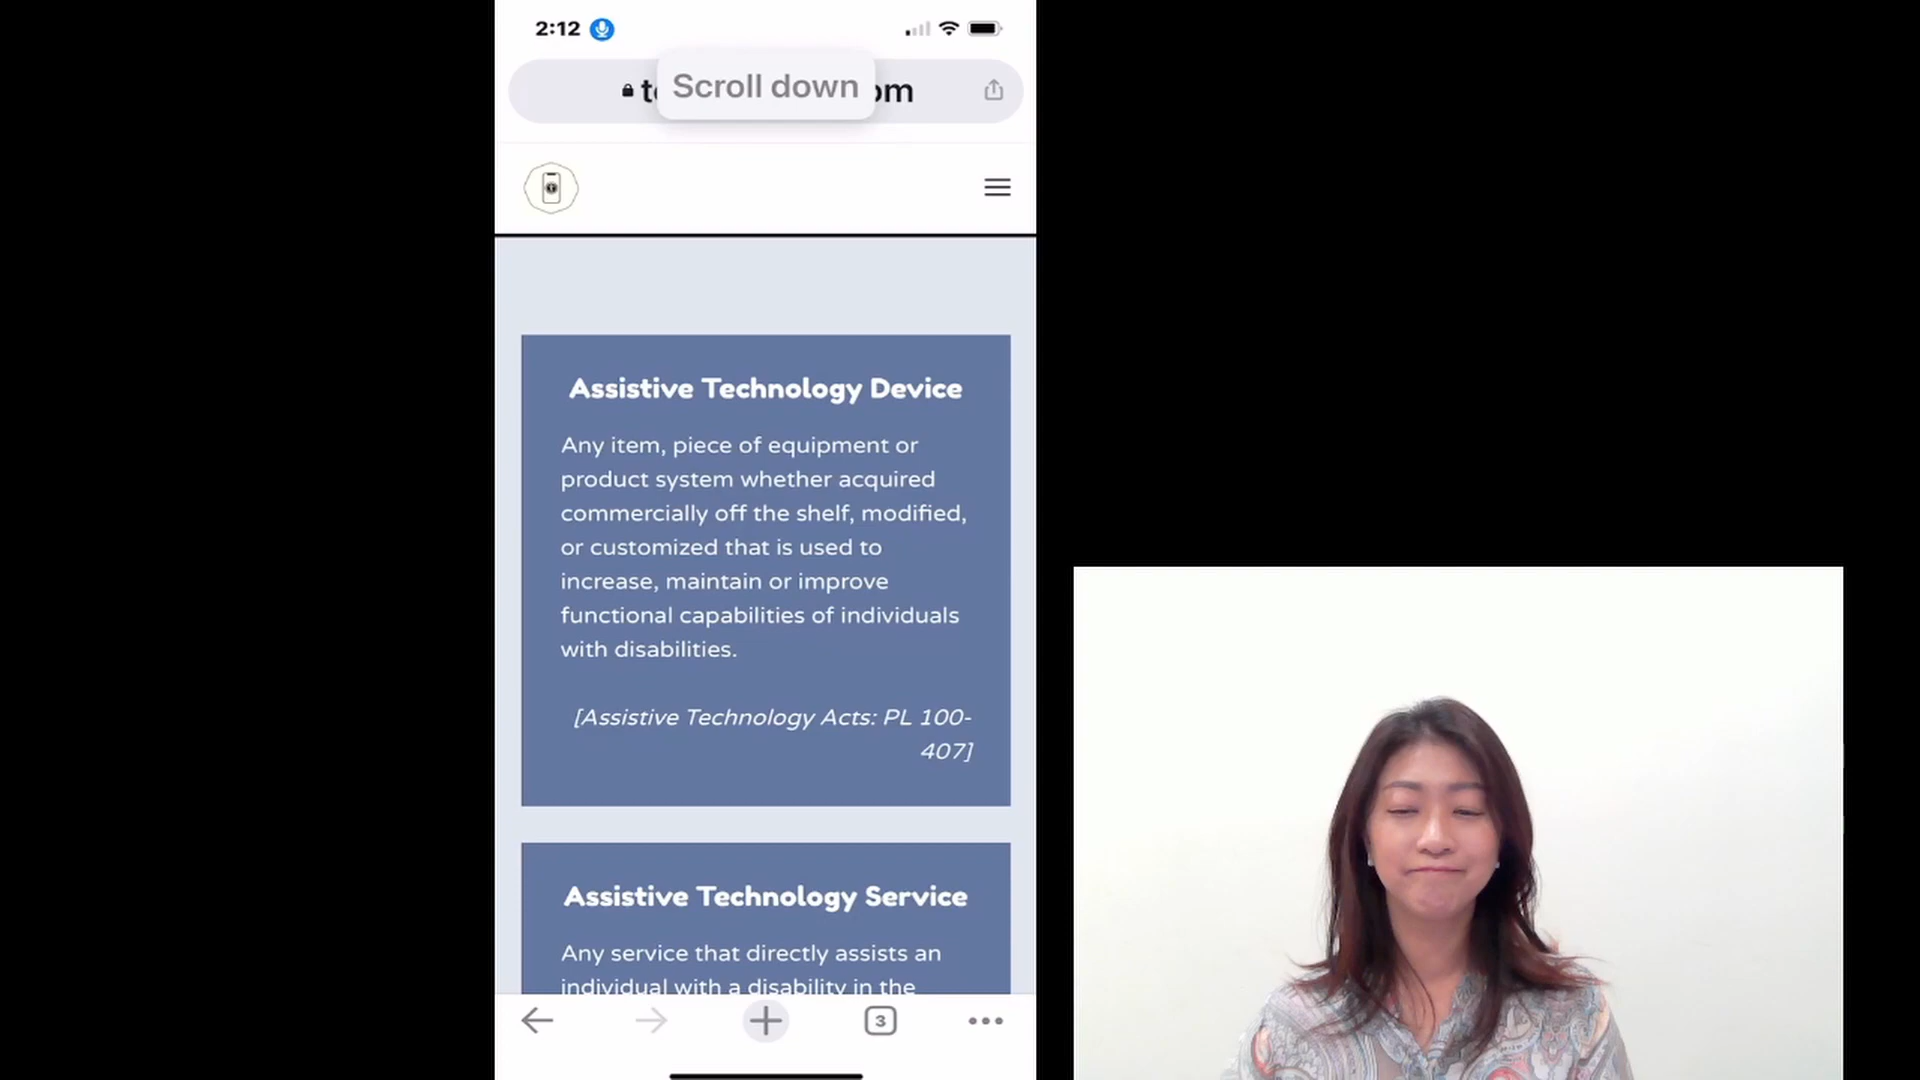 2:12
Scroll down
Assistive Technology Device
Any item, piece of equipment or
product system whether acquired
commercially off the shelf, modified,
or customized that is used to
increase, maintain or improve
functional capabilities of individuals
with disabilities.
[Assistive Technology Acts: PL 100-
407]
Assistive Technology Service
Any service that directly assists an
individual with a disability in the
3